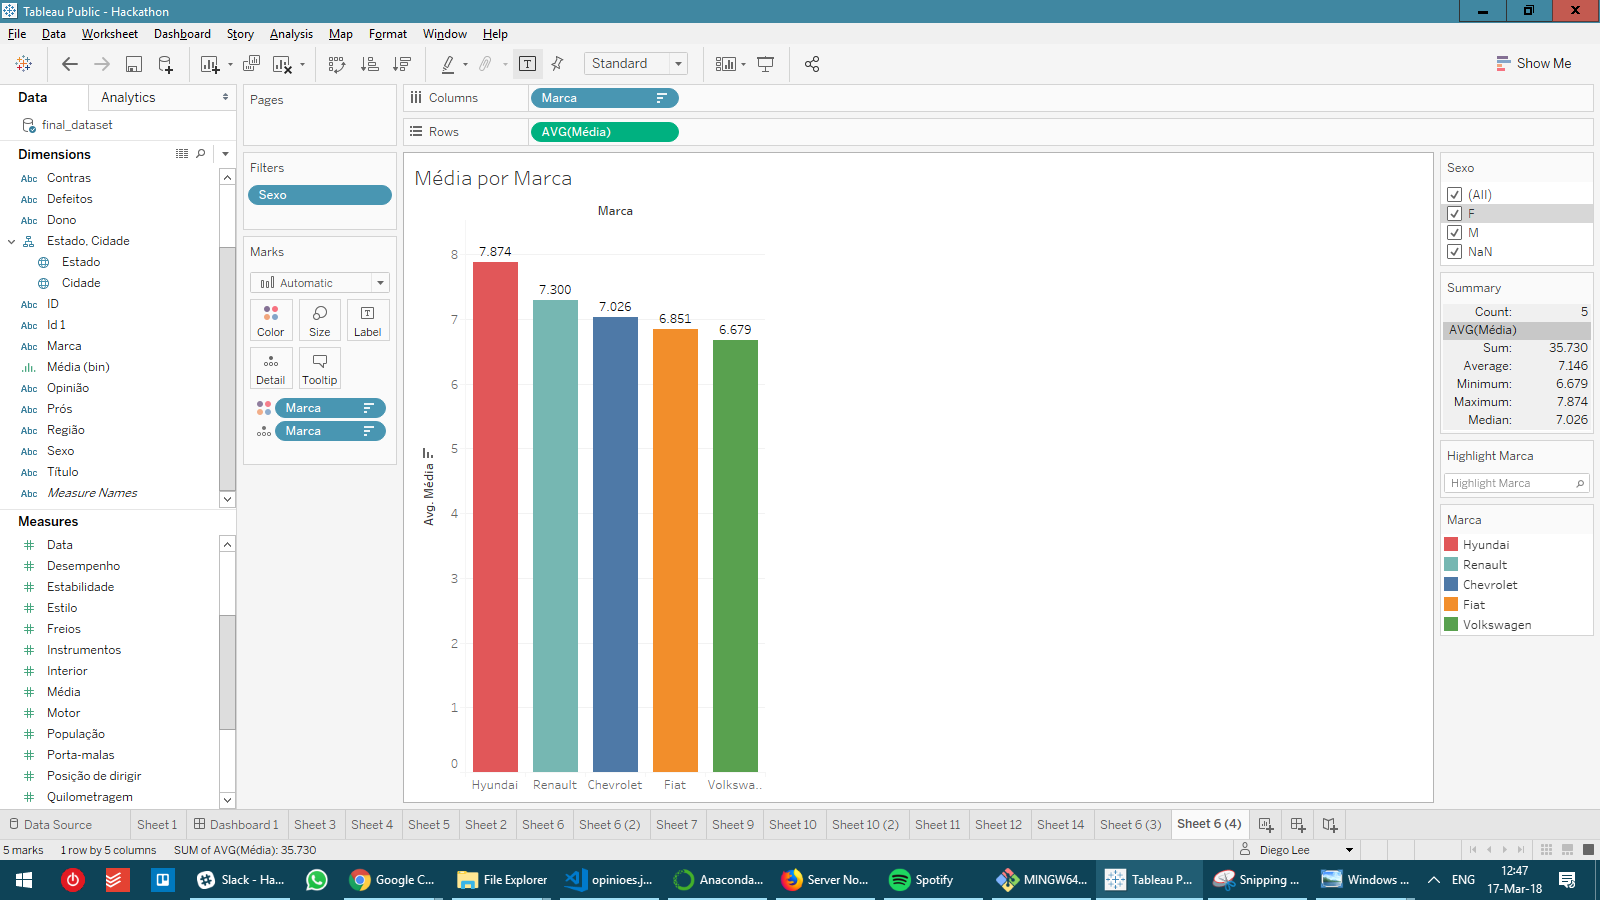 Tableau Public - Hackathon
File Data Worksheet Dashboard Story Analysis Map Format Window Help
Standard
Show Me
Data Analytics
final_dataset
Dimensions
Abc Contras
Abc Defeitos
Abc Dono
Estado, Cidade
Estado
Cidade
Abc ID
Abc Id 1
Abc Marca
Média (bin)
Abc Opinião
Abc Prós
Abc Região
Abc Sexo
Abc Título
Abc Measure Names
Measures
# Data
# Desempenho
# Estabilidade
# Estilo
# Freios
# Instrumentos
# Interior
# Média
# Motor
# População
# Porta-malas
# Posição de dirigir
# Quilometragem
Pages
Filters
Sexo
Marks
Automatic
Color Size Label
Detail Tooltip
Marca
Marca
Columns Marca
Rows AVG(Média)
Média por Marca
Marca
Avg. Média
8
7
6
5
4
3
2
1
0
7.874
7.300
7.026
6.851
6.679
Hyundai Renault Chevrolet Fiat Volkswa..
Sexo
(All)
F
M
NaN
Summary
Count: 5
AVG(Média)
Sum: 35.730
Average: 7.146
Minimum: 6.679
Maximum: 7.874
Median: 7.026
Highlight Marca
Highlight Marca
Marca
Hyundai
Renault
Chevrolet
Fiat
Volkswagen
Data Source Sheet 1 Dashboard 1 Sheet 3 Sheet 4 Sheet 5 Sheet 2 Sheet 6 Sheet 6 (2) Sheet 7 Sheet 9 Sheet 10 Sheet 10 (2) Sheet 11 Sheet 12 Sheet 14 Sheet 6 (3) Sheet 6 (4)
5 marks 1 row by 5 columns SUM of AVG(Média): 35.730 Diego Lee
Slack - Ha... Google C... File Explorer opinioes.j... Anaconda... Server No... Spotify MINGW64... Tableau P... Snipping ... Windows ... ENG 12:47
17-Mar-18